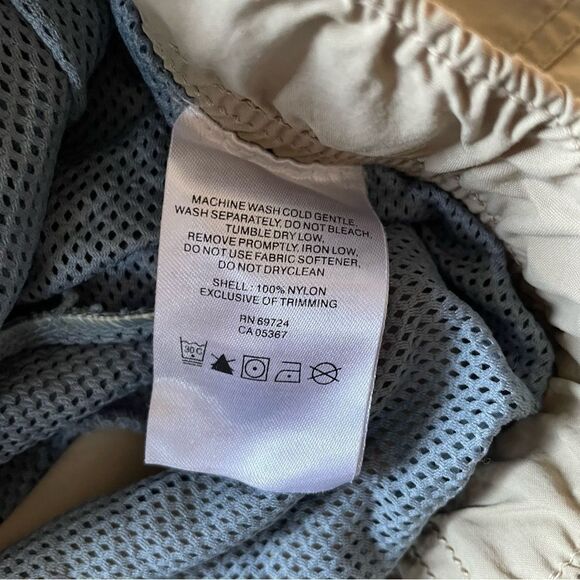 MACHINE WASH COLD GENTLE.
WASH SEPARATELY. DO NOT BLEACH.
TUMBLE DRY LOW.
REMOVE PROMPTLY. IRON LOW.
DO NOT USE FABRIC SOFTENER.
DO NOT DRYCLEAN
SHELL: 100% NYLON
EXCLUSIVE OF TRIMMING
RN 69724
CA 05367
30 C